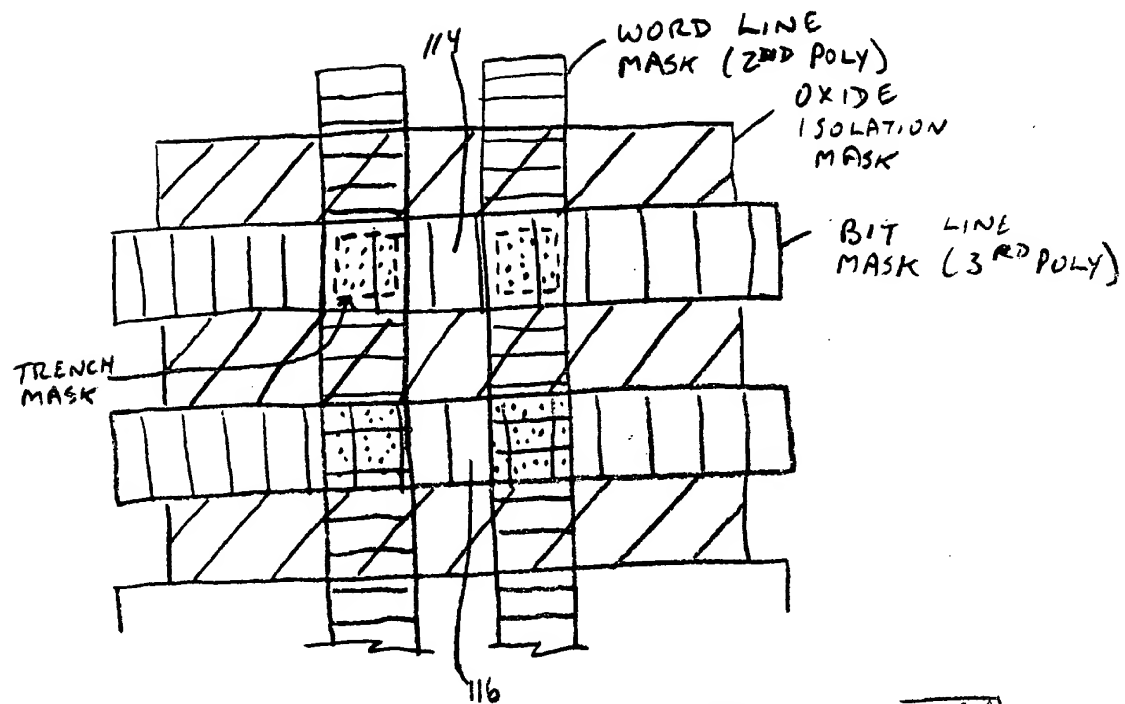 114
WORD LINE
MASK (2ND POLY)
OXIDE
ISOLATION
MASK
BIT LINE
MASK (3RD POLY)
TRENCH
MASK
116